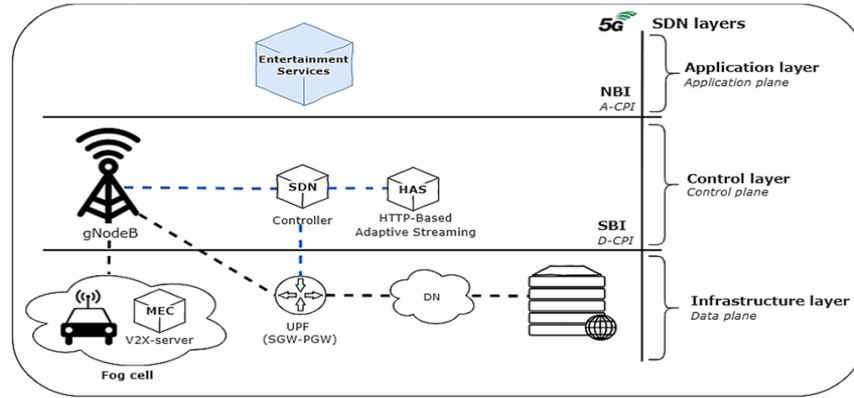 5G SDN layers
Entertainment
Services
Application layer
Application plane
NBI
A-CPI
SDN
HAS
Control layer
Control plane
Controller
HTTP-Based
Adaptive Streaming
gNodeB
SBI
D-CPI
MEC
DN
Infrastructure layer
Data plane
V2X-server
UPF
(SGW-PGW)
Fog cell